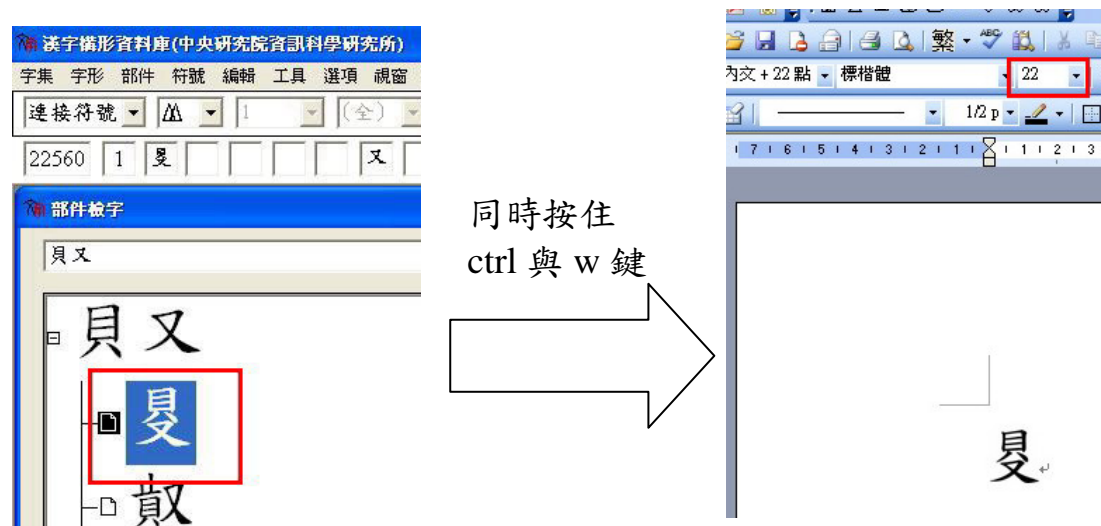 漢字構形資料庫(中央研究院資訊科學研究所)
字集 字形 部件 符號 編輯 工具 選項 視窗
連接符號 1 (全)
22560 1 又
部件檢字
貝又
貝 又
同時按住
ctrl 與 w 鍵
繁 ABC
內文 + 22 點 標楷體 22
1/2 p
7 6 5 4 3 2 1 1 2 3